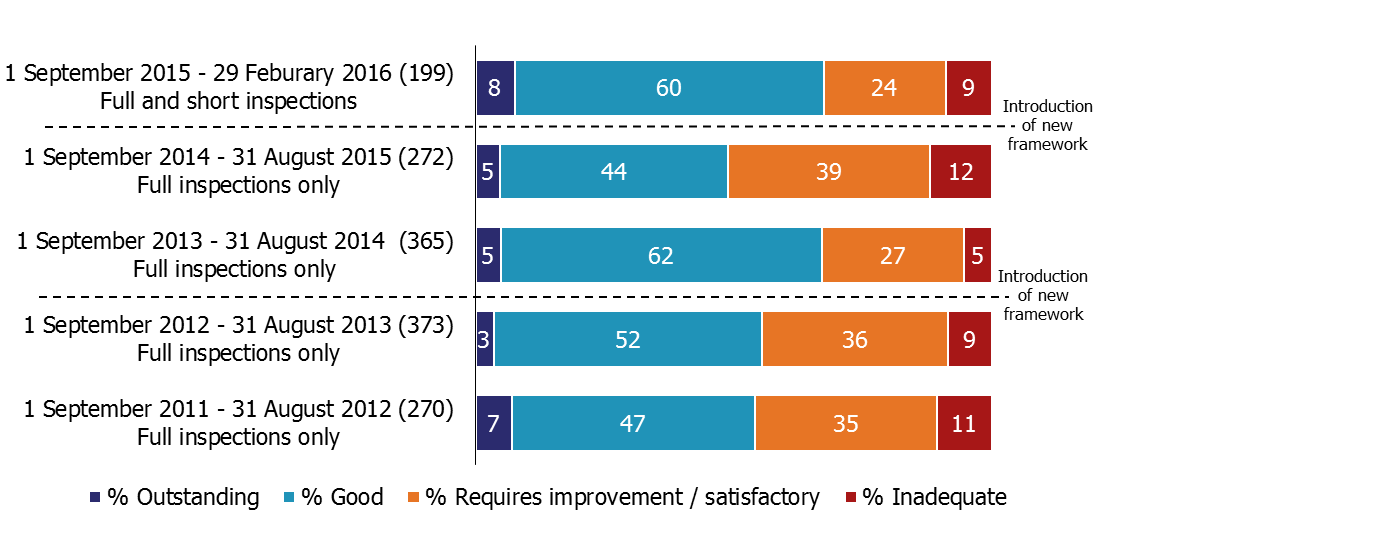 1 September 2015 - 29 Feburary 2016 (199)
Full and short inspections
8 60 24 9
Introduction
of new
framework
1 September 2014 - 31 August 2015 (272)
Full inspections only
5 44 39 12
1 September 2013 - 31 August 2014 (365)
Full inspections only
5 62 27 5
Introduction
of new
framework
1 September 2012 - 31 August 2013 (373)
Full inspections only
3 52 36 9
1 September 2011 - 31 August 2012 (270)
Full inspections only
7 47 35 11
% Outstanding % Good % Requires improvement / satisfactory % Inadequate